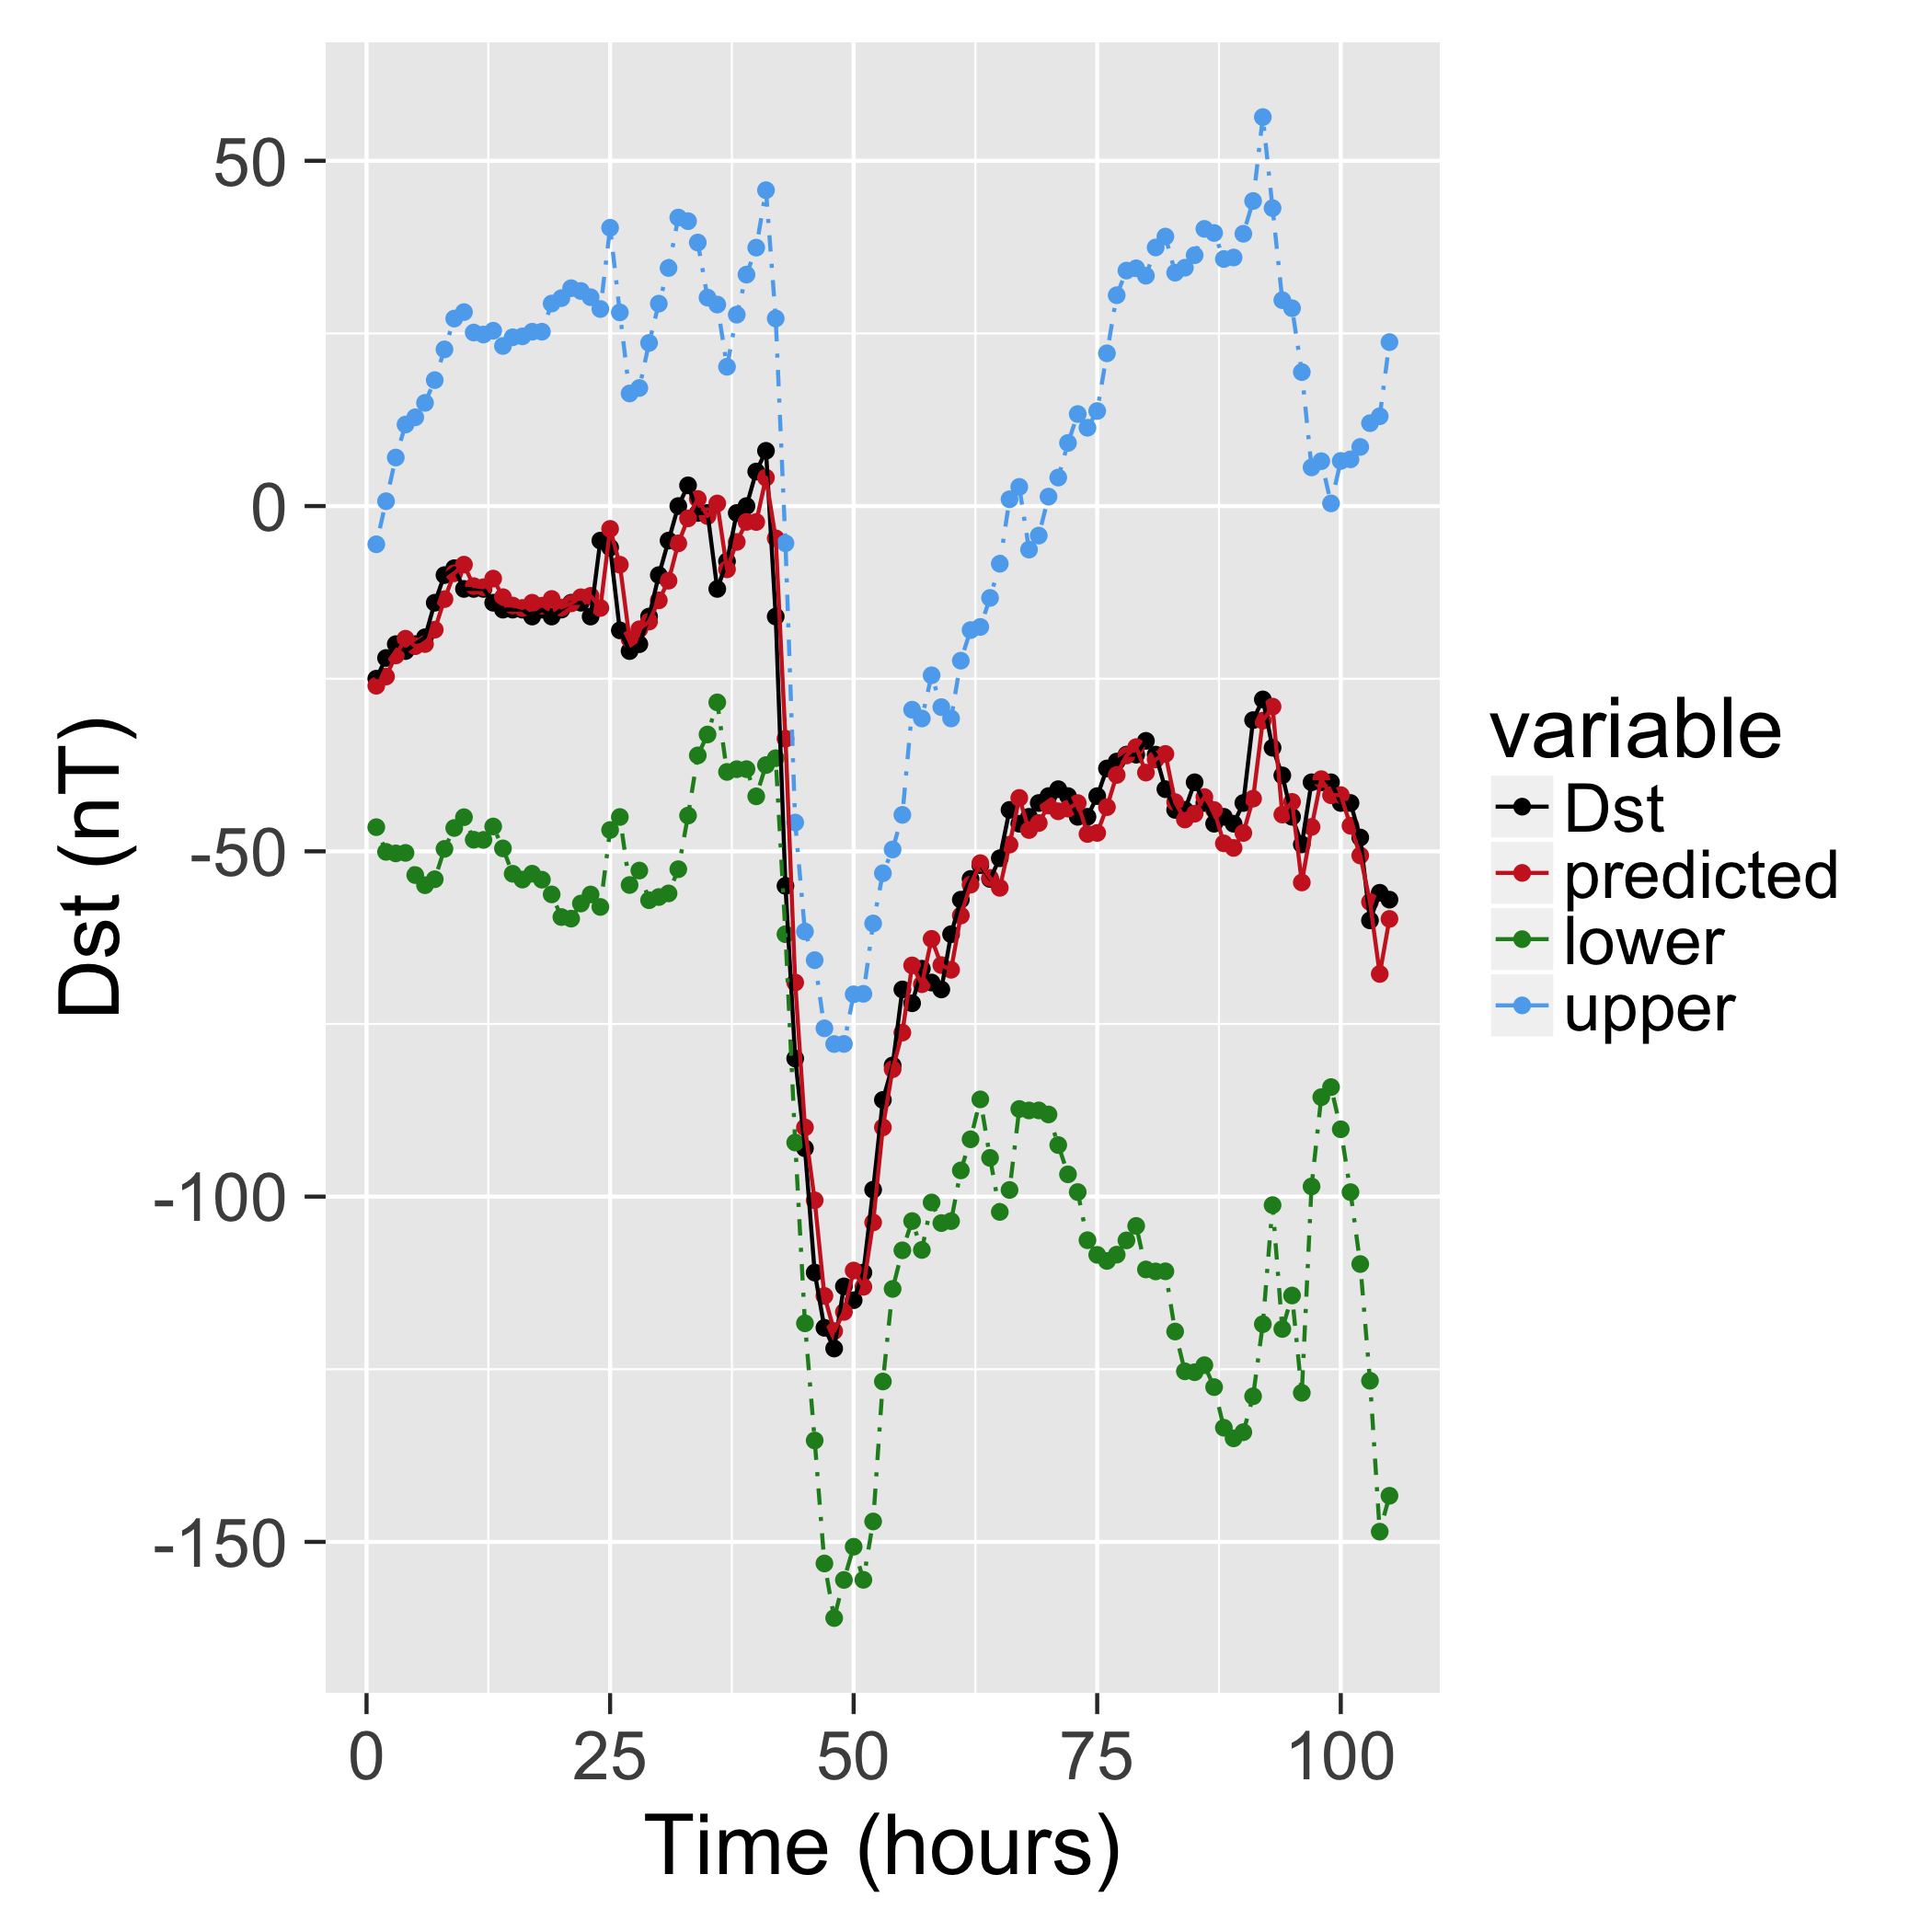 50
0
-50
-100
-150
Dst (nT)
0 25 50 75 100
Time (hours)
variable
Dst
predicted
lower
upper